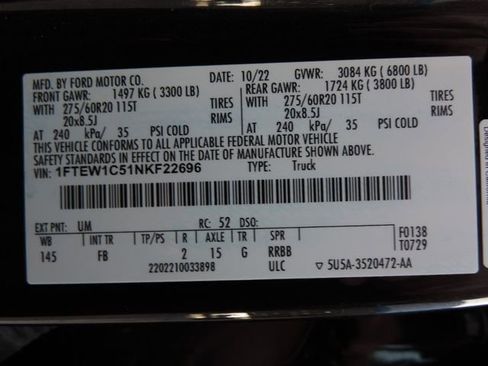 MFD. BY FORD MOTOR CO. DATE: 10/22 GVWR: 3084 KG (6800 LB)
FRONT GAWR: 1497 KG (3300 LB) REAR GAWR: 1724 KG (3800 LB)
WITH 275/60R20 115T TIRES WITH 275/60R20 115T TIRES
20x8.5J RIMS 20x8.5J RIMS
AT 240 kPa/ 35 PSI COLD AT 240 kPa/ 35 PSI COLD
THIS VEHICLE CONFORMS TO ALL APPLICABLE FEDERAL MOTOR VEHICLE
SAFETY STANDARDS IN EFFECT ON THE DATE OF MANUFACTURE SHOWN ABOVE.
VIN: 1FTEW1C51NKF22696 TYPE: Truck
EXT PNT: UM RC: 52 DSO:
WB INT TR TP/PS R AXLE TR SPR F0138
145 FB 2 15 G RRBB T0729
2202210033898 ULC ▽ 5U5A-3520472-AA